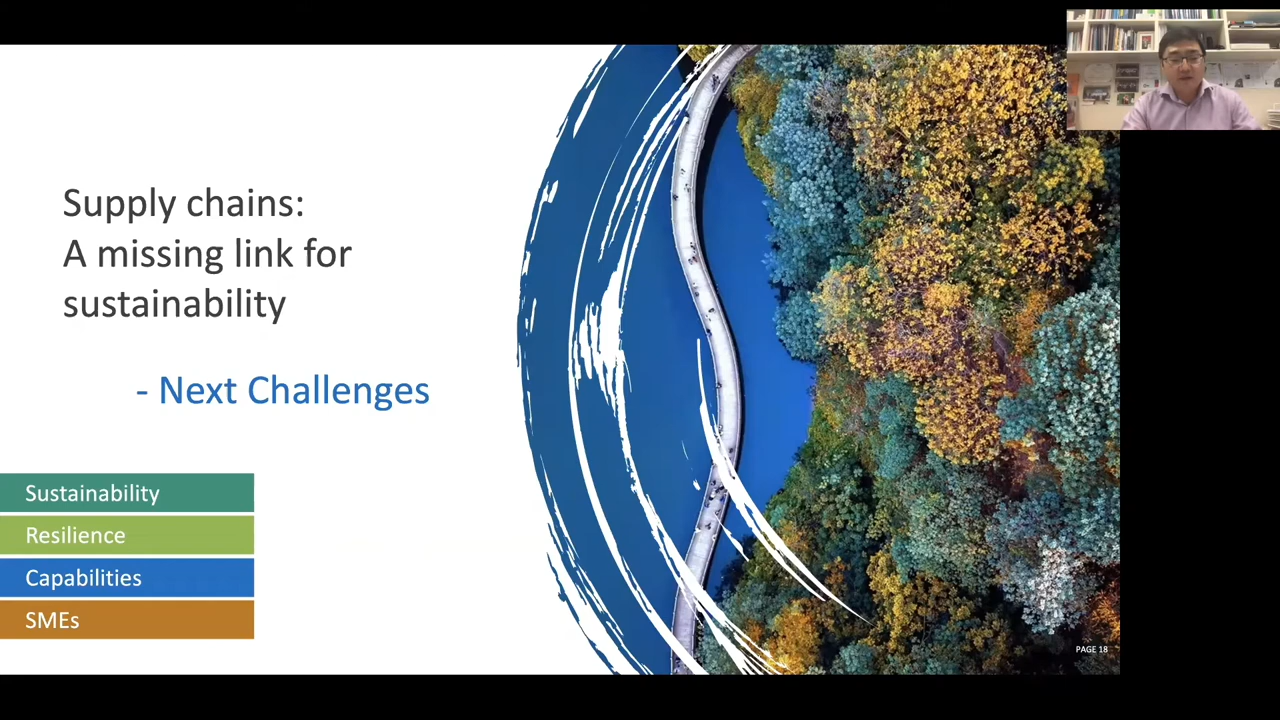 Supply chains:
A missing link for
sustainability
- Next Challenges
Sustainability
Resilience
Capabilities
SMEs
PAGE 18